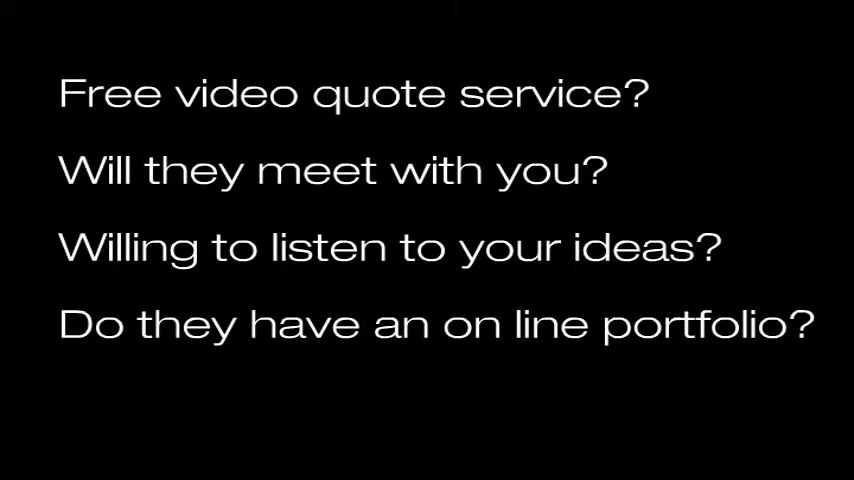 Free video quote service?
Will they meet with you?
Willing to listen to your ideas?
Do they have an on line portfolio?